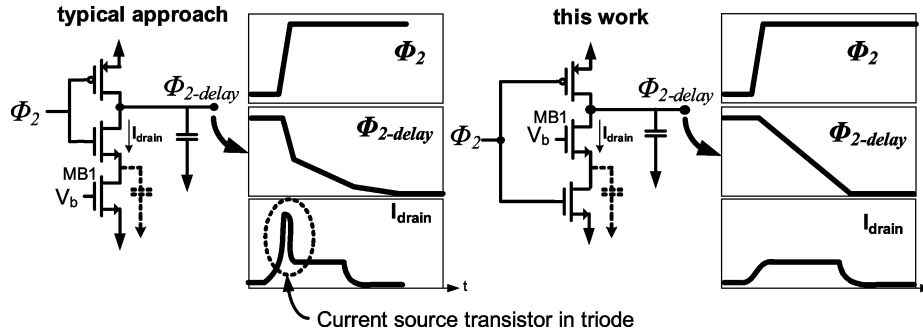 typical approach
this work
Φ2
Φ2-delay
Idrain
MB1
Vb
Φ2
Φ2-delay
Idrain
t
Current source transistor in triode
Φ2
Φ2-delay
MB1
Vb
Idrain
Φ2
Φ2-delay
Idrain